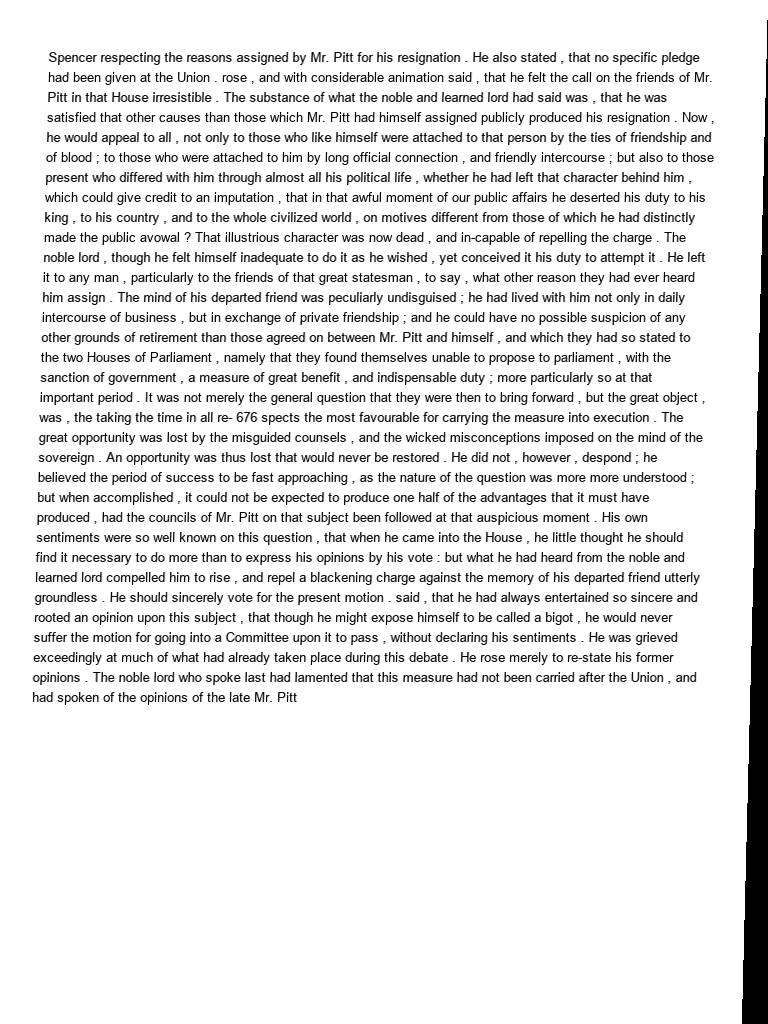 Spencer respecting the reasons assigned by Mr. Pitt for his resignation . He also stated , that no specific pledge
had been given at the Union . rose , and with considerable animation said , that he felt the call on the friends of Mr.
Pitt in that House irresistible . The substance of what the noble and learned lord had said was , that he was
satisfied that other causes than those which Mr. Pitt had himself assigned publicly produced his resignation . Now ,
he would appeal to all , not only to those who like himself were attached to that person by the ties of friendship and
of blood ; to those who were attached to him by long official connection , and friendly intercourse ; but also to those
present who differed with him through almost all his political life , whether he had left that character behind him ,
which could give credit to an imputation , that in that awful moment of our public affairs he deserted his duty to his
king , to his country , and to the whole civilized world , on motives different from those of which he had distinctly
made the public avowal ? That illustrious character was now dead , and in-capable of repelling the charge . The
noble lord , though he felt himself inadequate to do it as he wished , yet conceived it his duty to attempt it . He left
it to any man , particularly to the friends of that great statesman , to say , what other reason they had ever heard
him assign . The mind of his departed friend was peculiarly undisguised ; he had lived with him not only in daily
intercourse of business , but in exchange of private friendship ; and he could have no possible suspicion of any
other grounds of retirement than those agreed on between Mr. Pitt and himself , and which they had so stated to
the two Houses of Parliament , namely that they found themselves unable to propose to parliament , with the
sanction of government , a measure of great benefit , and indispensable duty ; more particularly so at that
important period . It was not merely the general question that they were then to bring forward , but the great object ,
was , the taking the time in all re- 676 spects the most favourable for carrying the measure into execution . The
great opportunity was lost by the misguided counsels , and the wicked misconceptions imposed on the mind of the
sovereign . An opportunity was thus lost that would never be restored . He did not , however , despond ; he
believed the period of success to be fast approaching , as the nature of the question was more more understood ;
but when accomplished , it could not be expected to produce one half of the advantages that it must have
produced , had the councils of Mr. Pitt on that subject been followed at that auspicious moment . His own
sentiments were so well known on this question , that when he came into the House , he little thought he should
find it necessary to do more than to express his opinions by his vote : but what he had heard from the noble and
learned lord compelled him to rise , and repel a blackening charge against the memory of his departed friend utterly
groundless . He should sincerely vote for the present motion . said , that he had always entertained so sincere and
rooted an opinion upon this subject , that though he might expose himself to be called a bigot , he would never
suffer the motion for going into a Committee upon it to pass , without declaring his sentiments . He was grieved
exceedingly at much of what had already taken place during this debate . He rose merely to re-state his former
opinions . The noble lord who spoke last had lamented that this measure had not been carried after the Union , and
had spoken of the opinions of the late Mr. Pitt